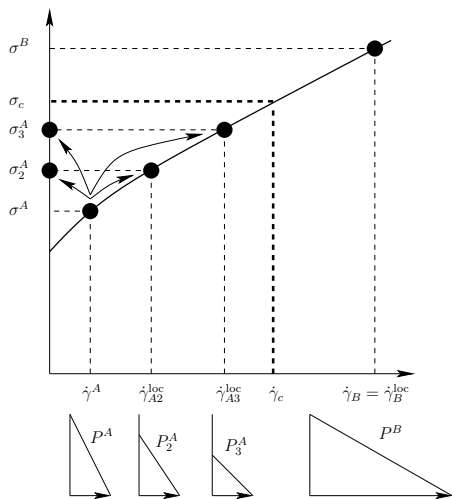 σ^B
σ_c
σ_3^A
σ_2^A
σ^A
γ̇^A γ̇_{A2}^{loc} γ̇_{A3}^{loc} γ̇_c γ̇_B = γ̇_B^{loc}
P^A P_2^A P_3^A P^B